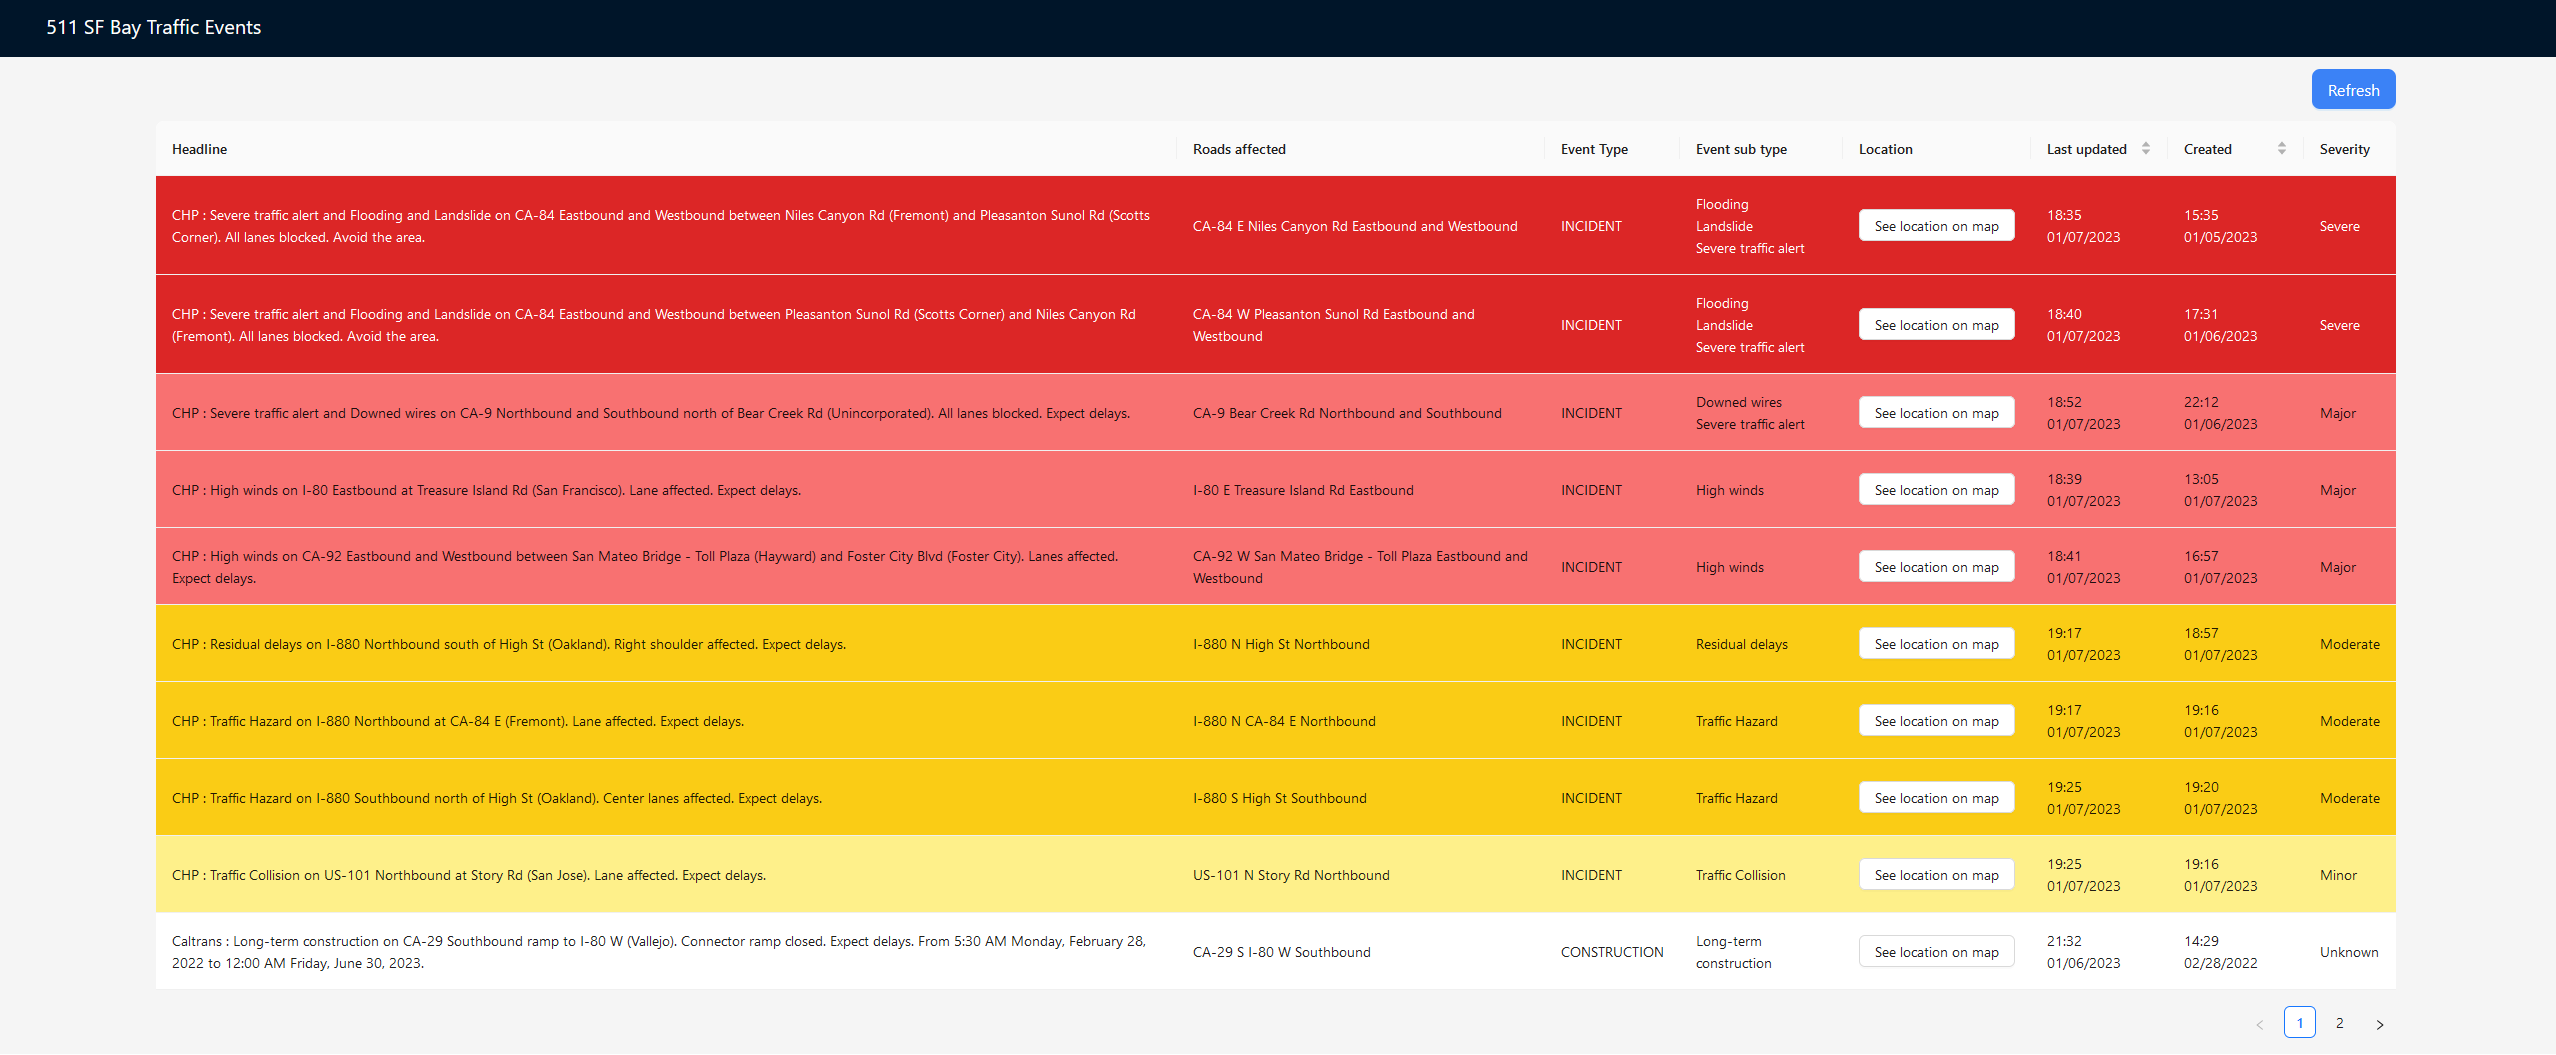 511 SF Bay Traffic Events
Refresh
Headline Roads affected Event Type Event sub type Location Last updated Created Severity
CHP : Severe traffic alert and Flooding and Landslide on CA-84 Eastbound and Westbound between Niles Canyon Rd (Fremont) and Pleasanton Sunol Rd (Scotts
Corner). All lanes blocked. Avoid the area.
CA-84 E Niles Canyon Rd Eastbound and Westbound
INCIDENT
Flooding
Landslide
Severe traffic alert
See location on map
18:35
01/07/2023
15:35
01/05/2023
Severe
CHP : Severe traffic alert and Flooding and Landslide on CA-84 Eastbound and Westbound between Pleasanton Sunol Rd (Scotts Corner) and Niles Canyon Rd
(Fremont). All lanes blocked. Avoid the area.
CA-84 W Pleasanton Sunol Rd Eastbound and
Westbound
INCIDENT
Flooding
Landslide
Severe traffic alert
See location on map
18:40
01/07/2023
17:31
01/06/2023
Severe
CHP : Severe traffic alert and Downed wires on CA-9 Northbound and Southbound north of Bear Creek Rd (Unincorporated). All lanes blocked. Expect delays.
CA-9 Bear Creek Rd Northbound and Southbound
INCIDENT
Downed wires
Severe traffic alert
See location on map
18:52
01/07/2023
22:12
01/06/2023
Major
CHP : High winds on I-80 Eastbound at Treasure Island Rd (San Francisco). Lane affected. Expect delays.
I-80 E Treasure Island Rd Eastbound
INCIDENT
High winds
See location on map
18:39
01/07/2023
13:05
01/07/2023
Major
CHP : High winds on CA-92 Eastbound and Westbound between San Mateo Bridge - Toll Plaza (Hayward) and Foster City Blvd (Foster City). Lanes affected.
Expect delays.
CA-92 W San Mateo Bridge - Toll Plaza Eastbound and
Westbound
INCIDENT
High winds
See location on map
18:41
01/07/2023
16:57
01/07/2023
Major
CHP : Residual delays on I-880 Northbound south of High St (Oakland). Right shoulder affected. Expect delays.
I-880 N High St Northbound
INCIDENT
Residual delays
See location on map
19:17
01/07/2023
18:57
01/07/2023
Moderate
CHP : Traffic Hazard on I-880 Northbound at CA-84 E (Fremont). Lane affected. Expect delays.
I-880 N CA-84 E Northbound
INCIDENT
Traffic Hazard
See location on map
19:17
01/07/2023
19:16
01/07/2023
Moderate
CHP : Traffic Hazard on I-880 Southbound north of High St (Oakland). Center lanes affected. Expect delays.
I-880 S High St Southbound
INCIDENT
Traffic Hazard
See location on map
19:25
01/07/2023
19:20
01/07/2023
Moderate
CHP : Traffic Collision on US-101 Northbound at Story Rd (San Jose). Lane affected. Expect delays.
US-101 N Story Rd Northbound
INCIDENT
Traffic Collision
See location on map
19:25
01/07/2023
19:16
01/07/2023
Minor
Caltrans : Long-term construction on CA-29 Southbound ramp to I-80 W (Vallejo). Connector ramp closed. Expect delays. From 5:30 AM Monday, February 28,
2022 to 12:00 AM Friday, June 30, 2023.
CA-29 S I-80 W Southbound
CONSTRUCTION
Long-term
construction
See location on map
21:32
01/06/2023
14:29
02/28/2022
Unknown
< 1 2 >